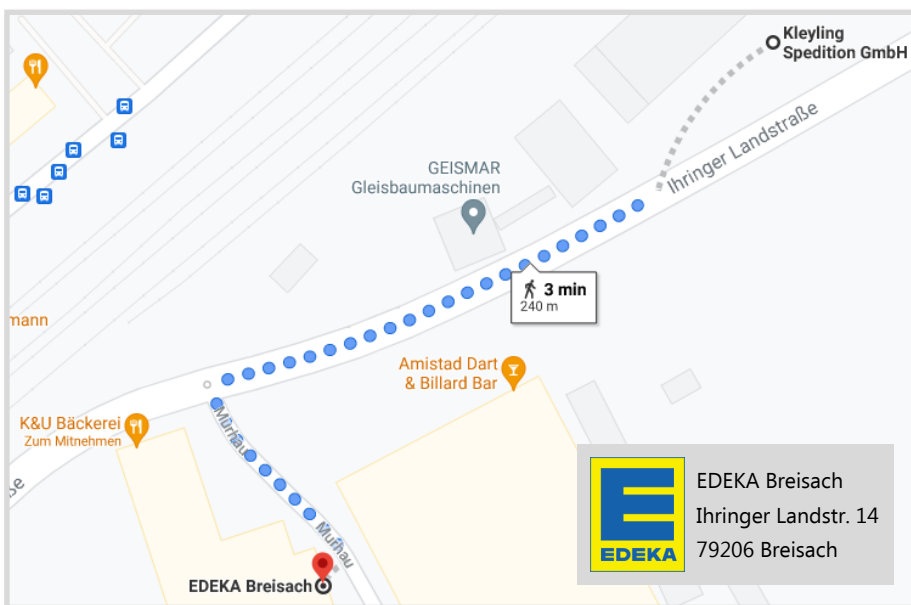 Kleyling
Spedition GmbH
Ihringer Landstraße
GEISMAR
Gleisbaumaschinen
3 min
240 m
mann
Amistad Dart
& Billard Bar
K&U Bäckerei
Zum Mitnehmen
Murhau
Murhau
ße
EDEKA Breisach
EDEKA
EDEKA Breisach
Ihringer Landstr. 14
79206 Breisach